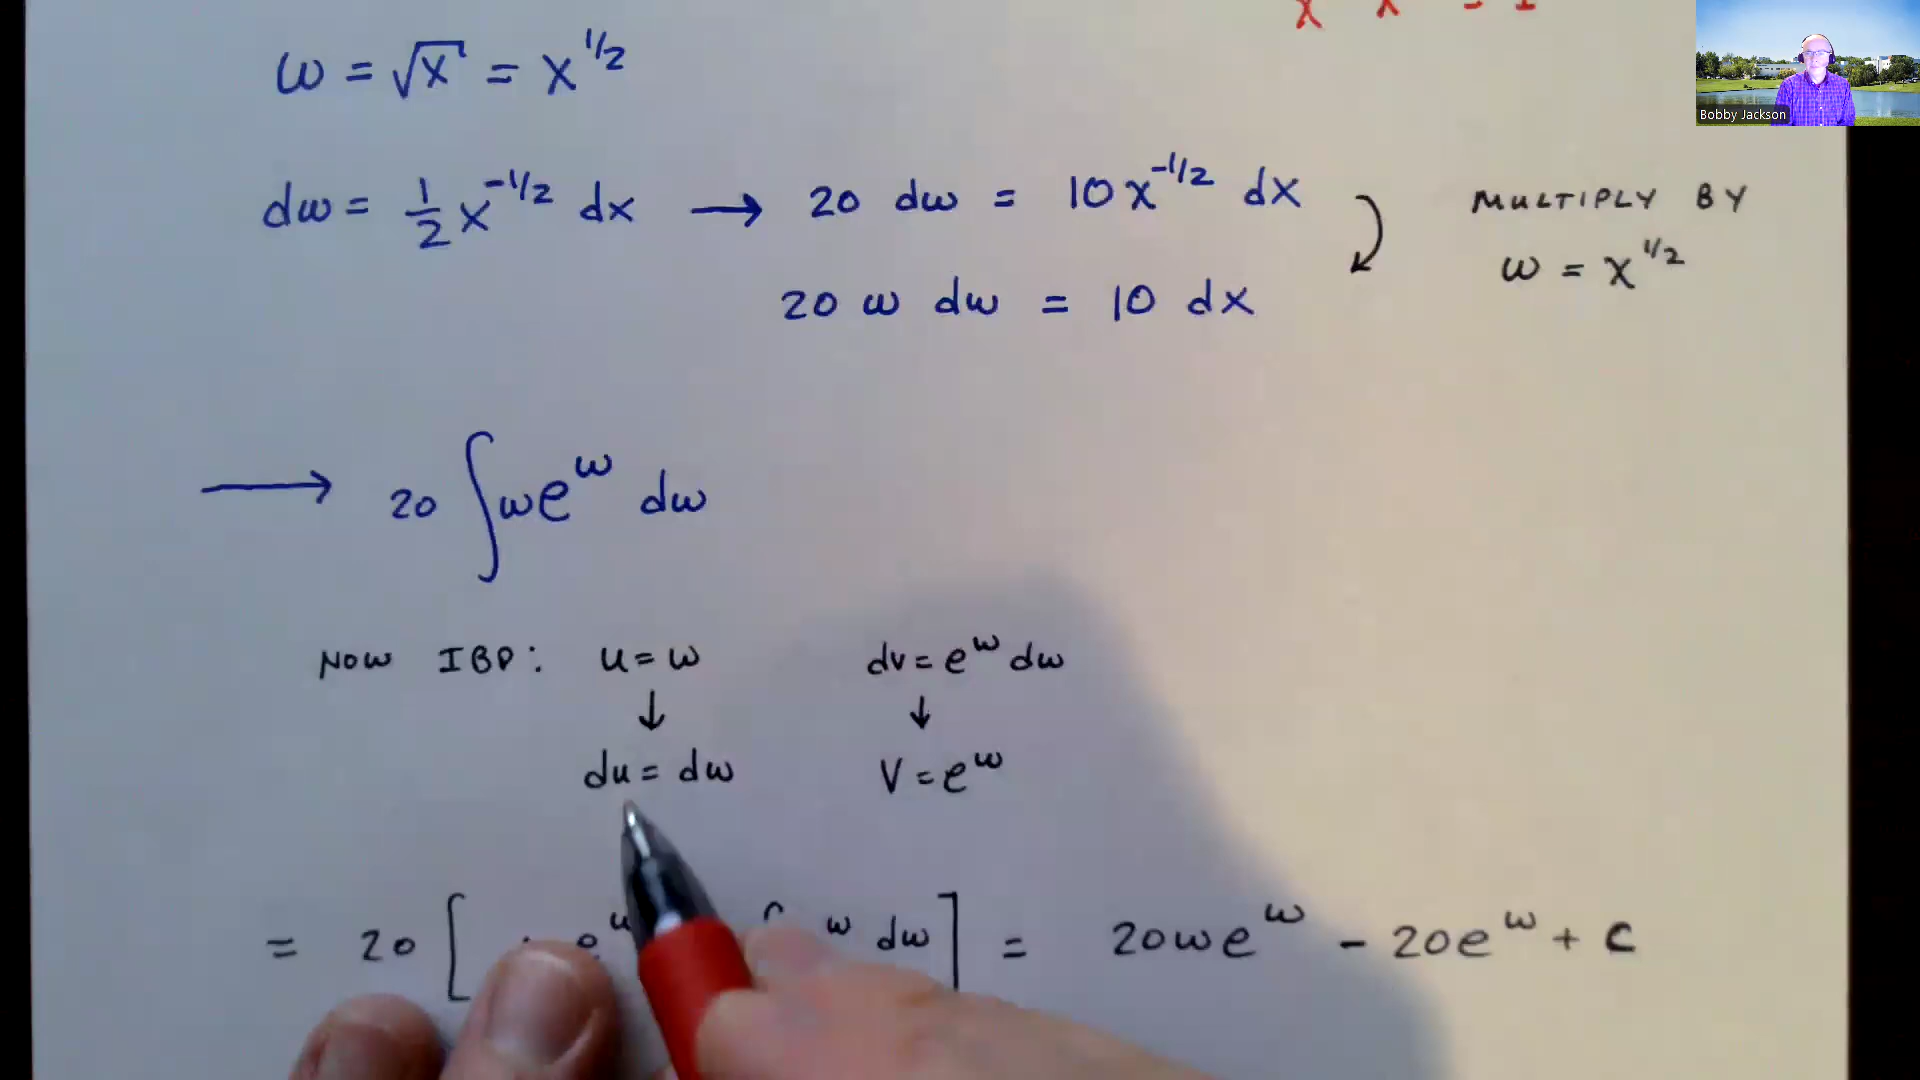 Bobby Jackson
ω = √x = x^1/2
dω = 1/2 x^-1/2 dx → 20 dω = 10x^-1/2 dx
MULTIPLY BY
ω = x^1/2
20 ω dω = 10 dx
→ 20 ∫ωe^ω dω
NOW IBP: u = ω dv = e^ω dω
↓ ↓
du = dω V = e^ω
= 20 [ e^ω dω] = 20ωe^ω - 20e^ω + C